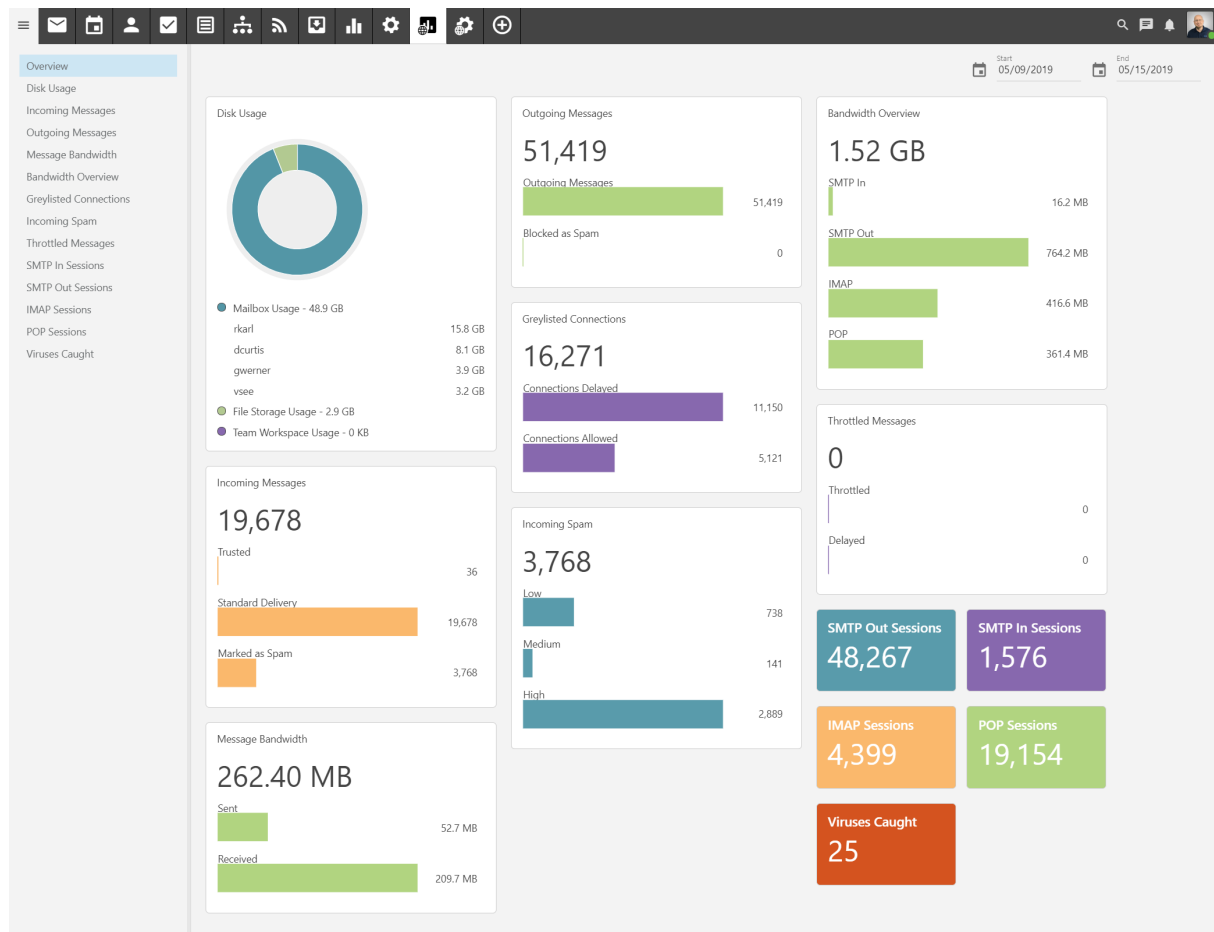 Start
05/09/2019
End
05/15/2019
Overview
Disk Usage
Incoming Messages
Outgoing Messages
Message Bandwidth
Bandwidth Overview
Greylisted Connections
Incoming Spam
Throttled Messages
SMTP In Sessions
SMTP Out Sessions
IMAP Sessions
POP Sessions
Viruses Caught
Disk Usage
Mailbox Usage - 48.9 GB
rkarl 15.8 GB
dcurtis 8.1 GB
gwerner 3.9 GB
vsee 3.2 GB
File Storage Usage - 2.9 GB
Team Workspace Usage - 0 KB
Incoming Messages
19,678
Trusted
36
Standard Delivery
19,678
Marked as Spam
3,768
Message Bandwidth
262.40 MB
Sent
52.7 MB
Received
209.7 MB
Outgoing Messages
51,419
Outgoing Messages
51,419
Blocked as Spam
0
Greylisted Connections
16,271
Connections Delayed
11,150
Connections Allowed
5,121
Incoming Spam
3,768
Low
738
Medium
141
High
2,889
Bandwidth Overview
1.52 GB
SMTP In
16.2 MB
SMTP Out
764.2 MB
IMAP
416.6 MB
POP
361.4 MB
Throttled Messages
0
Throttled
0
Delayed
0
SMTP Out Sessions
48,267
SMTP In Sessions
1,576
IMAP Sessions
4,399
POP Sessions
19,154
Viruses Caught
25